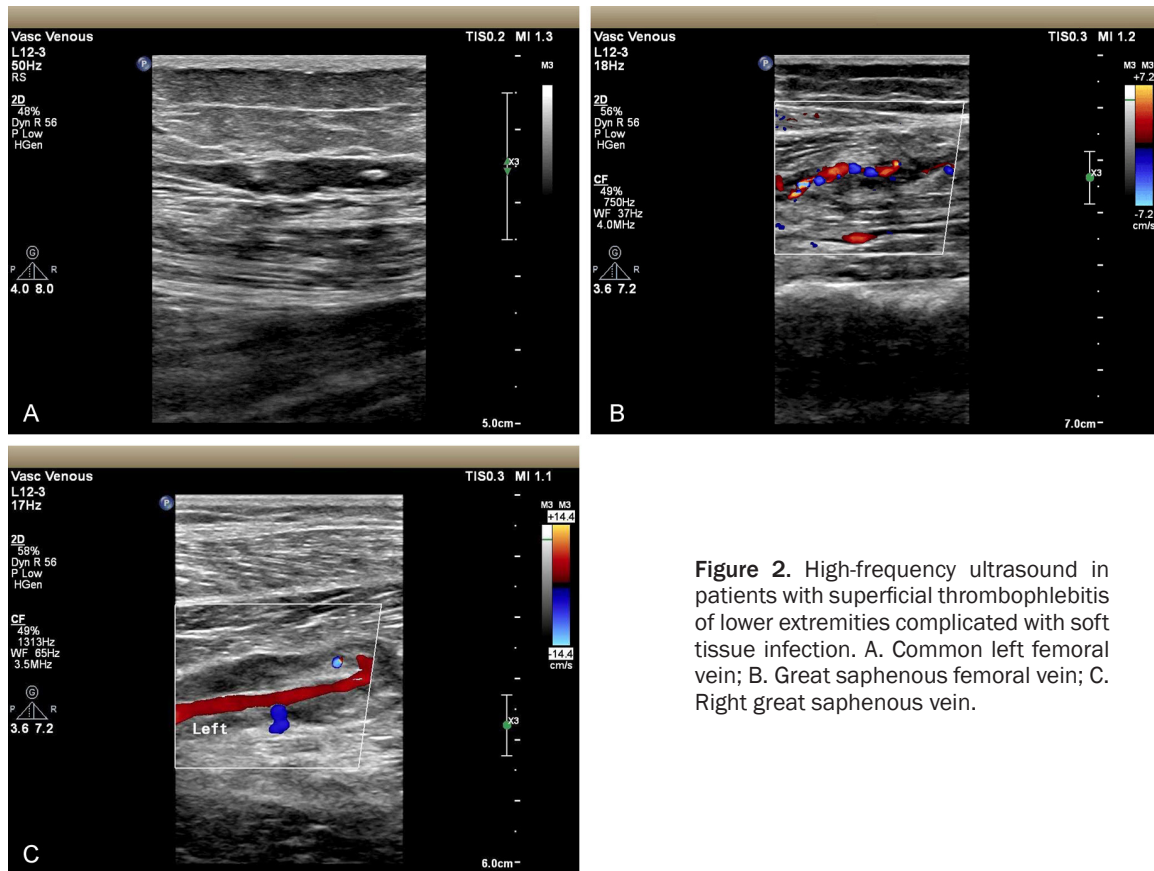 Vasc Venous
TIS0.2 MI 1.3
L12-3
50Hz
RS
P
M3
2D
48%
Dyn R 56
P Low
HGen
X3
G
P R
4.0 8.0
A
5.0cm
Vasc Venous
TIS0.3 MI 1.2
L12-3
18Hz
P
M3 M3
+7.2
2D
56%
Dyn R 56
P Low
HGen
X3
CF
49%
750Hz
WF 37Hz
4.0MHz
-7.2
cm/s
G
P R
3.6 7.2
B
7.0cm
Vasc Venous
TIS0.3 MI 1.1
L12-3
17Hz
P
M3 M3
+14.4
2D
58%
Dyn R 56
P Low
HGen
CF
49%
1313Hz
WF 65Hz
3.5MHz
-14.4
cm/s
G
P R
3.6 7.2
Left
X3
C
6.0cm
Figure 2. High-frequency ultrasound in
patients with superficial thrombophlebitis
of lower extremities complicated with soft
tissue infection. A. Common left femoral
vein; B. Great saphenous femoral vein; C.
Right great saphenous vein.